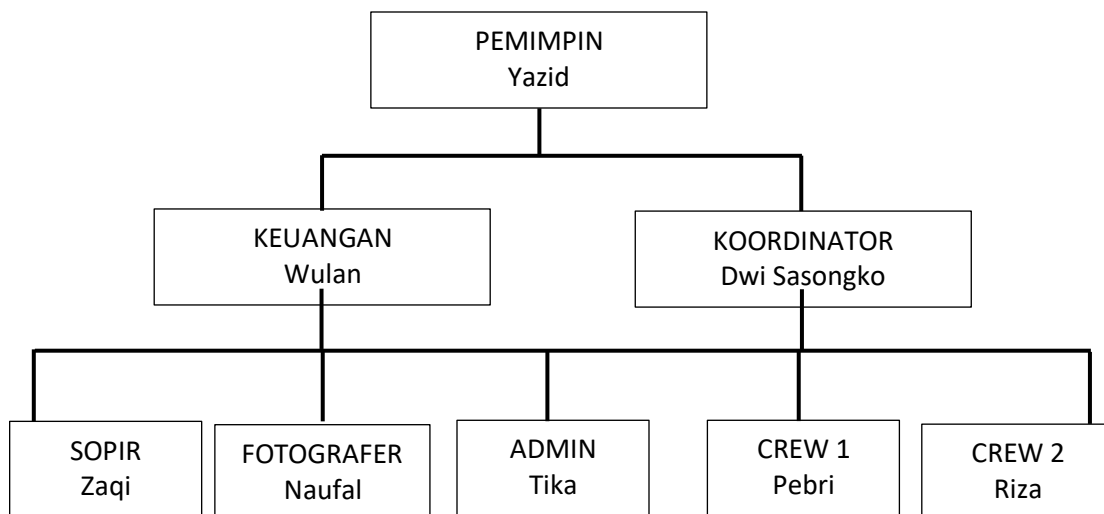 PEMIMPIN
Yazid
KEUANGAN
Wulan
KOORDINATOR
Dwi Sasongko
SOPIR
Zaqi
FOTOGRAFER
Naufal
ADMIN
Tika
CREW 1
Pebri
CREW 2
Riza